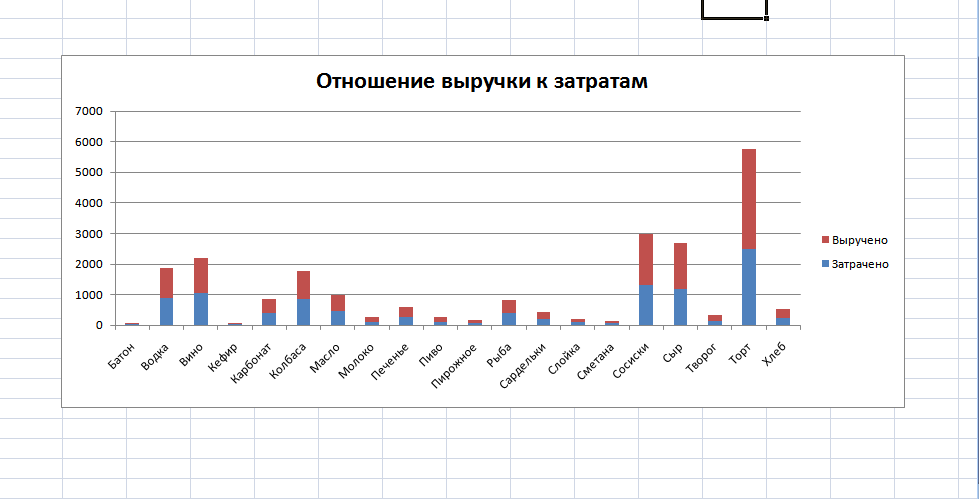 Отношение выручки к затратам
7000
6000
5000
4000
3000
2000
1000
0
Выручено
Затрачено
Батон
Водка
Вино
Кефир
Карбонат
Колбаса
Масло
Молоко
Печенье
Пиво
Пирожное
Рыба
Сардельки
Слойка
Сметана
Сосиски
Сыр
Творог
Торт
Хлеб